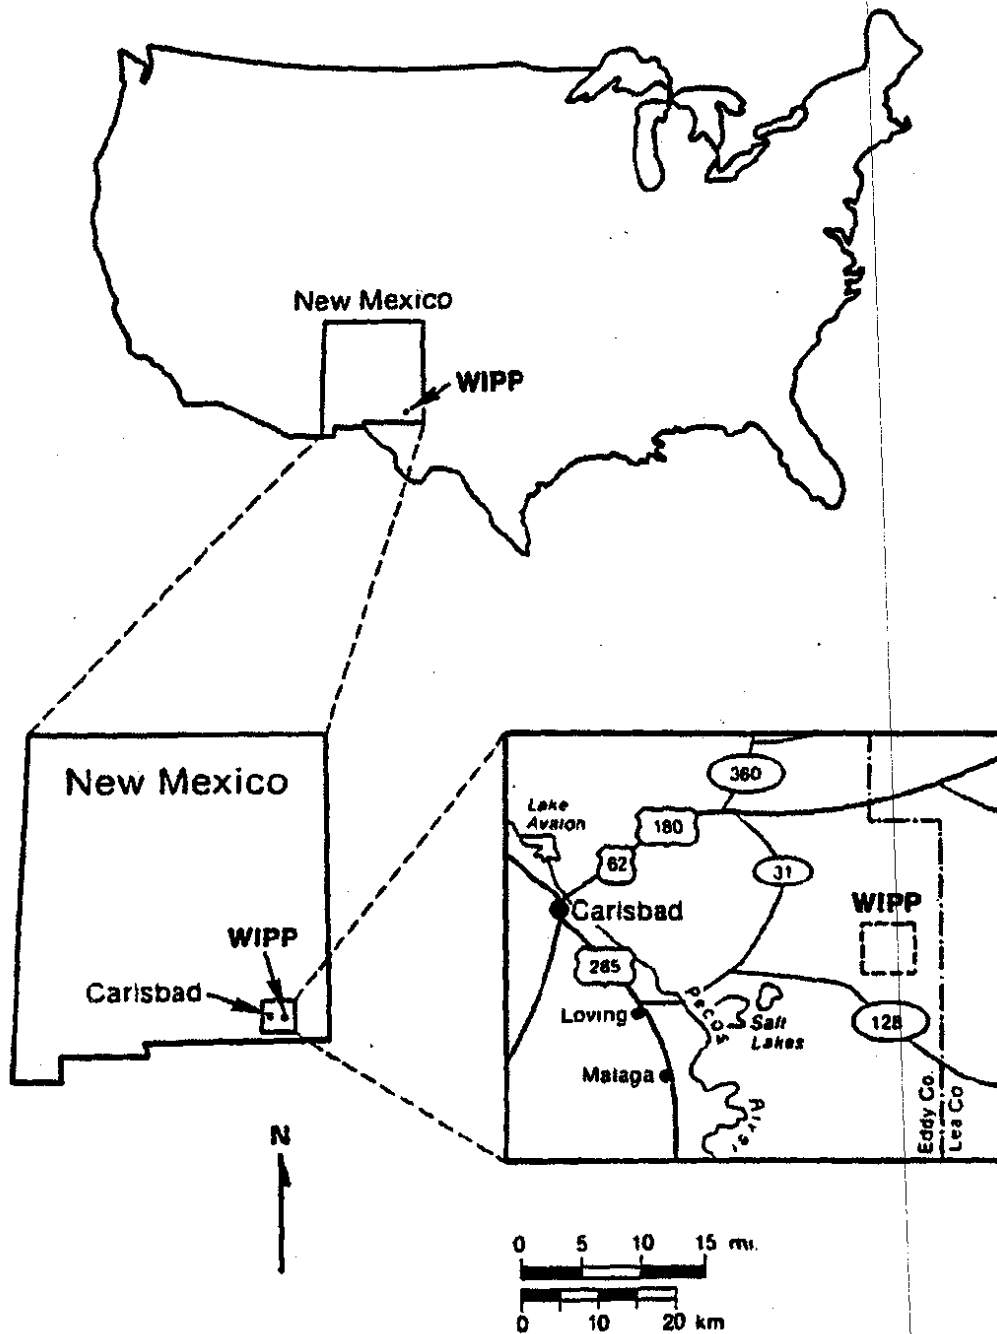 New Mexico
WIPP
New Mexico
WIPP
Carlsbad
N
360
Lake
Avalon
180
62
31
WIPP
Carlsbad
285
Pecos
Loving
Salt
Lakes
128
Malaga
River
Eddy Co.
Lea Co
0 5 10 15 mi.
0 10 20 km